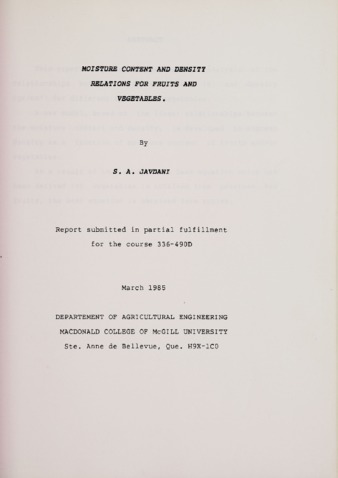 MOISTURE CONTENT AND DENSITY
RELATIONS FOR FRUITS AND
VEGETABLES.
By
S. A. JAVDANI
Report submitted in partial fulfillment
for the course 336-490D
March 1985
DEPARTEMENT OF AGRICULTURAL ENGINEERING
MACDONALD COLLEGE OF McGILL UNIVERSITY
Ste. Anne de Bellevue, Que. H9X-1C0